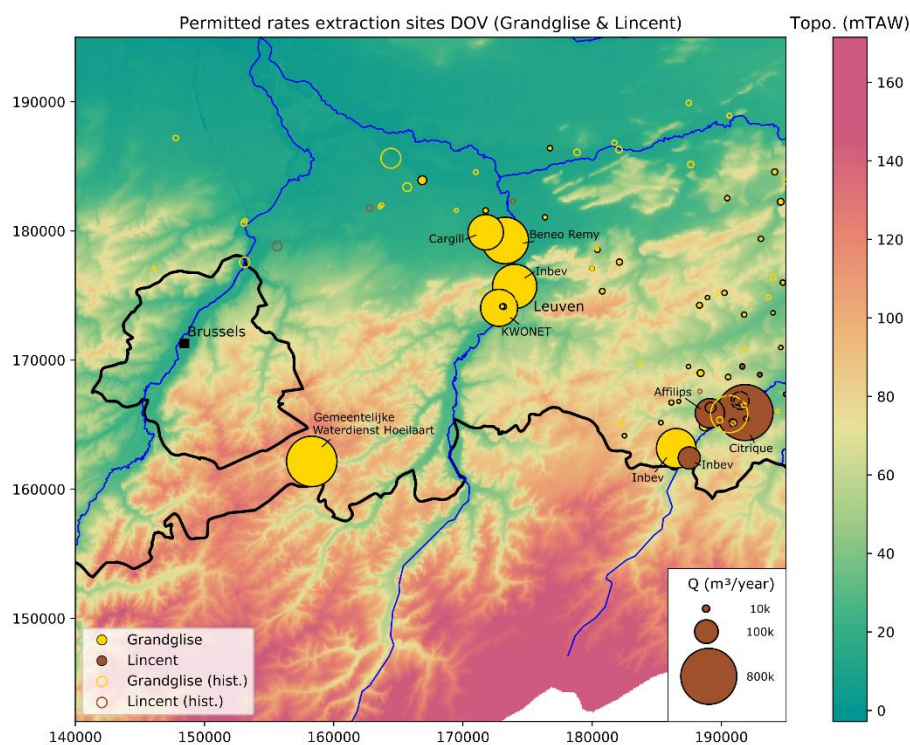 Permitted rates extraction sites DOV (Grandglise & Lincent)
Topo. (mTAW)
190000
180000
170000
160000
150000
140000
150000
160000
170000
180000
190000
160
140
120
100
80
60
40
20
0
Cargill
Beneo Remy
Inbev
Leuven
KWONET
Brussels
Gemeentelijke
Waterdienst Hoeilaart
Affilips
Citrique
Inbev
Inbev
Grandglise
Lincent
Grandglise (hist.)
Lincent (hist.)
Q (m³/year)
10k
100k
800k